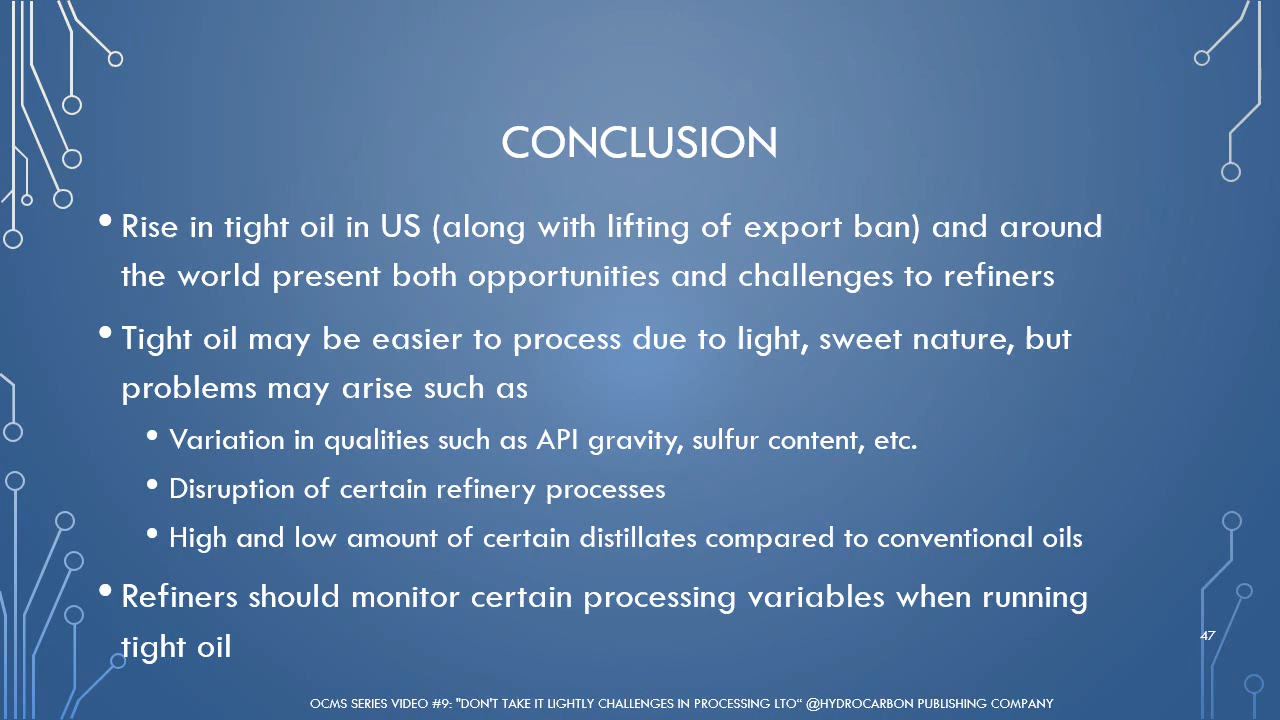 CONCLUSION
• Rise in tight oil in US (along with lifting of export ban) and around
the world present both opportunities and challenges to refiners
• Tight oil may be easier to process due to light, sweet nature, but
problems may arise such as
• Variation in qualities such as API gravity, sulfur content, etc.
• Disruption of certain refinery processes
• High and low amount of certain distillates compared to conventional oils
• Refiners should monitor certain processing variables when running
tight oil
47
OCMS SERIES VIDEO #9: "DON'T TAKE IT LIGHTLY CHALLENGES IN PROCESSING LTO“ @HYDROCARBON PUBLISHING COMPANY